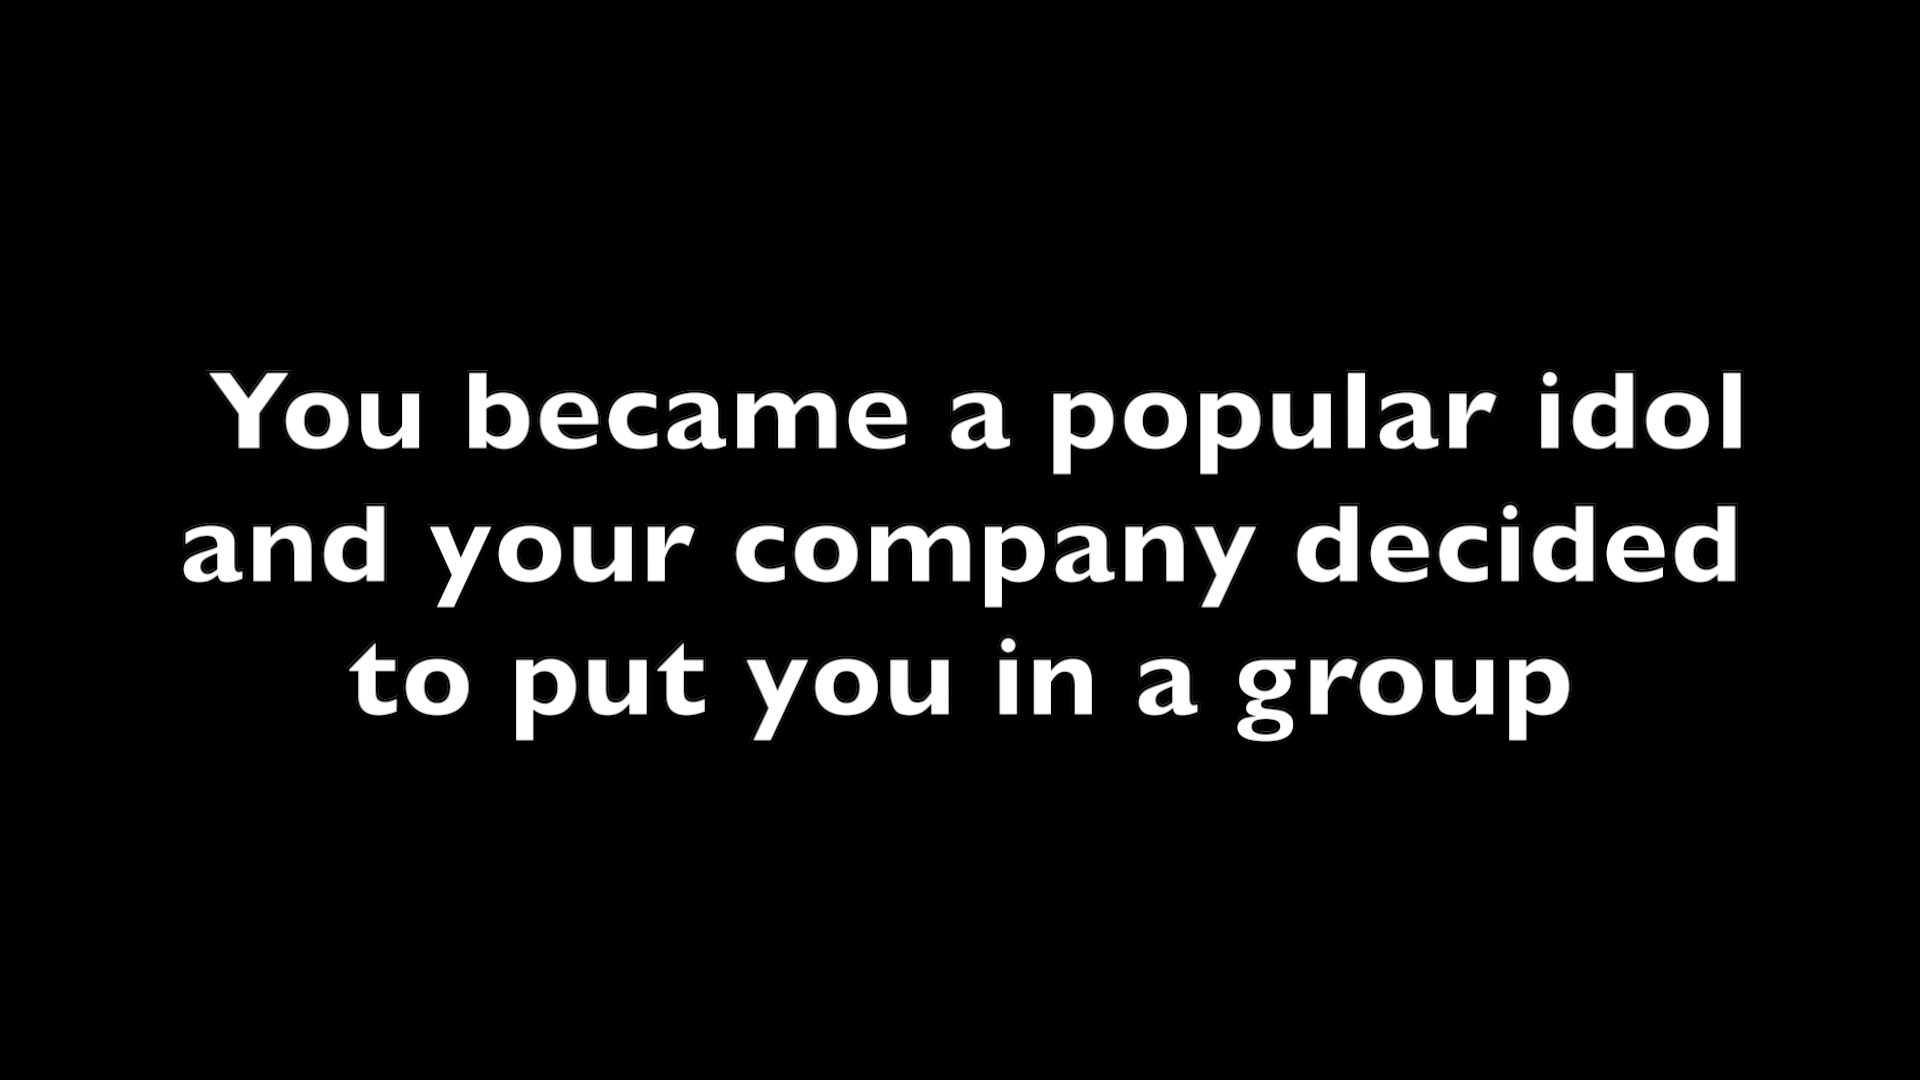 You became a popular idol
and your company decided
to put you in a group